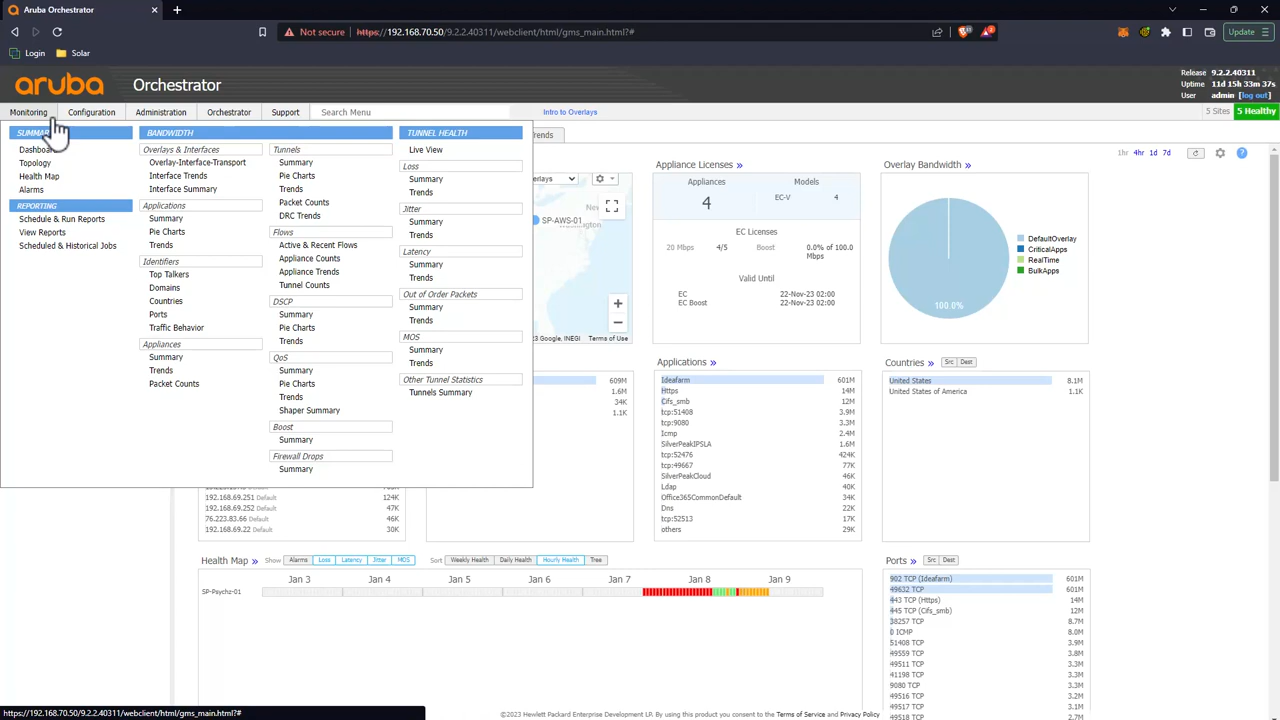 Aruba Orchestrator
Not secure
https://192.168.70.50/9.2.2.40311/webclient/html/gms_main.html?#
Update
Login
Solar
aruba
Orchestrator
Release 9.2.2.40311
Uptime 11d 15h 33m 37s
User admin [log out]
Monitoring
Configuration
Administration
Orchestrator
Support
Search Menu
Intro to Overlays
5 Sites
5 Healthy
Dashboard
Topology
Health Map
Alarms
REPORTING
Schedule & Run Reports
View Reports
Scheduled & Historical Jobs
BANDWIDTH
Overlays & Interfaces
Overlay-Interface-Transport
Interface Trends
Interface Summary
Applications
Summary
Pie Charts
Trends
Identifiers
Top Talkers
Domains
Countries
Ports
Traffic Behavior
Appliances
Summary
Trends
Packet Counts
Tunnels
Summary
Pie Charts
Trends
Packet Counts
DRC Trends
Flows
Active & Recent Flows
Appliance Counts
Appliance Trends
Tunnel Counts
DSCP
Summary
Pie Charts
Trends
QoS
Summary
Pie Charts
Trends
Shaper Summary
Boost
Summary
Firewall Drops
Summary
TUNNEL HEALTH
Live View
Loss
Summary
Trends
Jitter
Summary
Trends
Latency
Summary
Trends
Out of Order Packets
Summary
Trends
MOS
Summary
Trends
Other Tunnel Statistics
Tunnels Summary
1hr 4hr 1d 7d
SP-AWS-01
Washington
Terms of Use
Appliance Licenses »
Appliances
4
Models
EC-V 4
EC Licenses
20 Mbps 4/5
Boost 0.0% of 100.0 Mbps
Valid Until
EC 22-Nov-23 02:00
EC Boost 22-Nov-23 02:00
Overlay Bandwidth »
100.0%
DefaultOverlay
CriticalApps
RealTime
BulkApps
609M
1.6M
34K
1.1K
192.168.69.251 Default 124K
192.168.69.252 Default 47K
76.223.83.66 Default 46K
192.168.69.22 Default 30K
Applications »
Ideafarm 601M
Https 14M
Cifs_smb 12M
tcp:51408 3.9M
tcp:9080 3.3M
Icmp 2.4M
SilverPeakIPSLA 1.4M
tcp:52476 424K
tcp:49667 77K
SilverPeakCloud 46K
Ldap 40K
Office365CommonDefault 40K
Dns 22K
tcp:52513 17K
others 29K
Countries » Src Dest
United States 8.1M
United States of America 1.1K
Health Map » Show Alarms Loss Latency Jitter MOS Sort Weekly Health Daily Health Hourly Health Tree
Jan 3 Jan 4 Jan 5 Jan 6 Jan 7 Jan 8 Jan 9
SP-Psychz-01
Ports » Src Dest
902 TCP (Ideafarm) 601M
49632 TCP 601M
443 TCP (Https) 14M
445 TCP (Cifs_smb) 12M
38257 TCP 8.7M
0 ICMP 8.0M
51408 TCP 3.9M
49559 TCP 3.8M
49511 TCP 3.4M
41198 TCP 3.3M
9080 TCP 3.3M
49516 TCP 3.2M
49517 TCP 3.1M
49518 TCP 2.7M
https://192.168.70.50/9.2.2.40311/webclient/html/gms_main.html?#
©2023 Hewlett Packard Enterprise Development LP. By using this product you consent to the Terms of Service and Privacy Policy